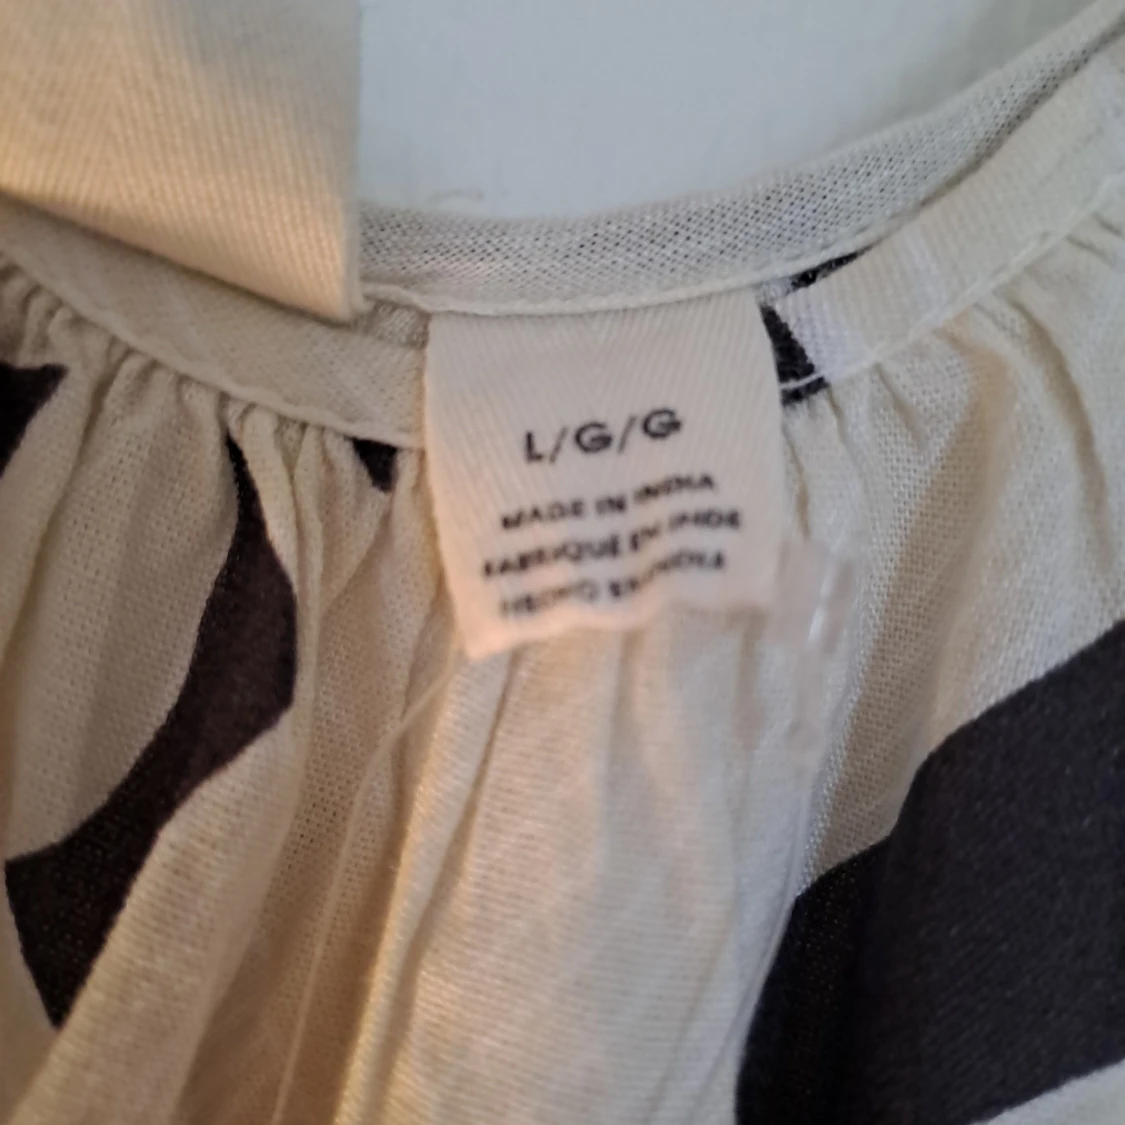 L/G/G
MADE IN INDIA
FABRIQUÉ EN INDE
HECHO EN INDIA